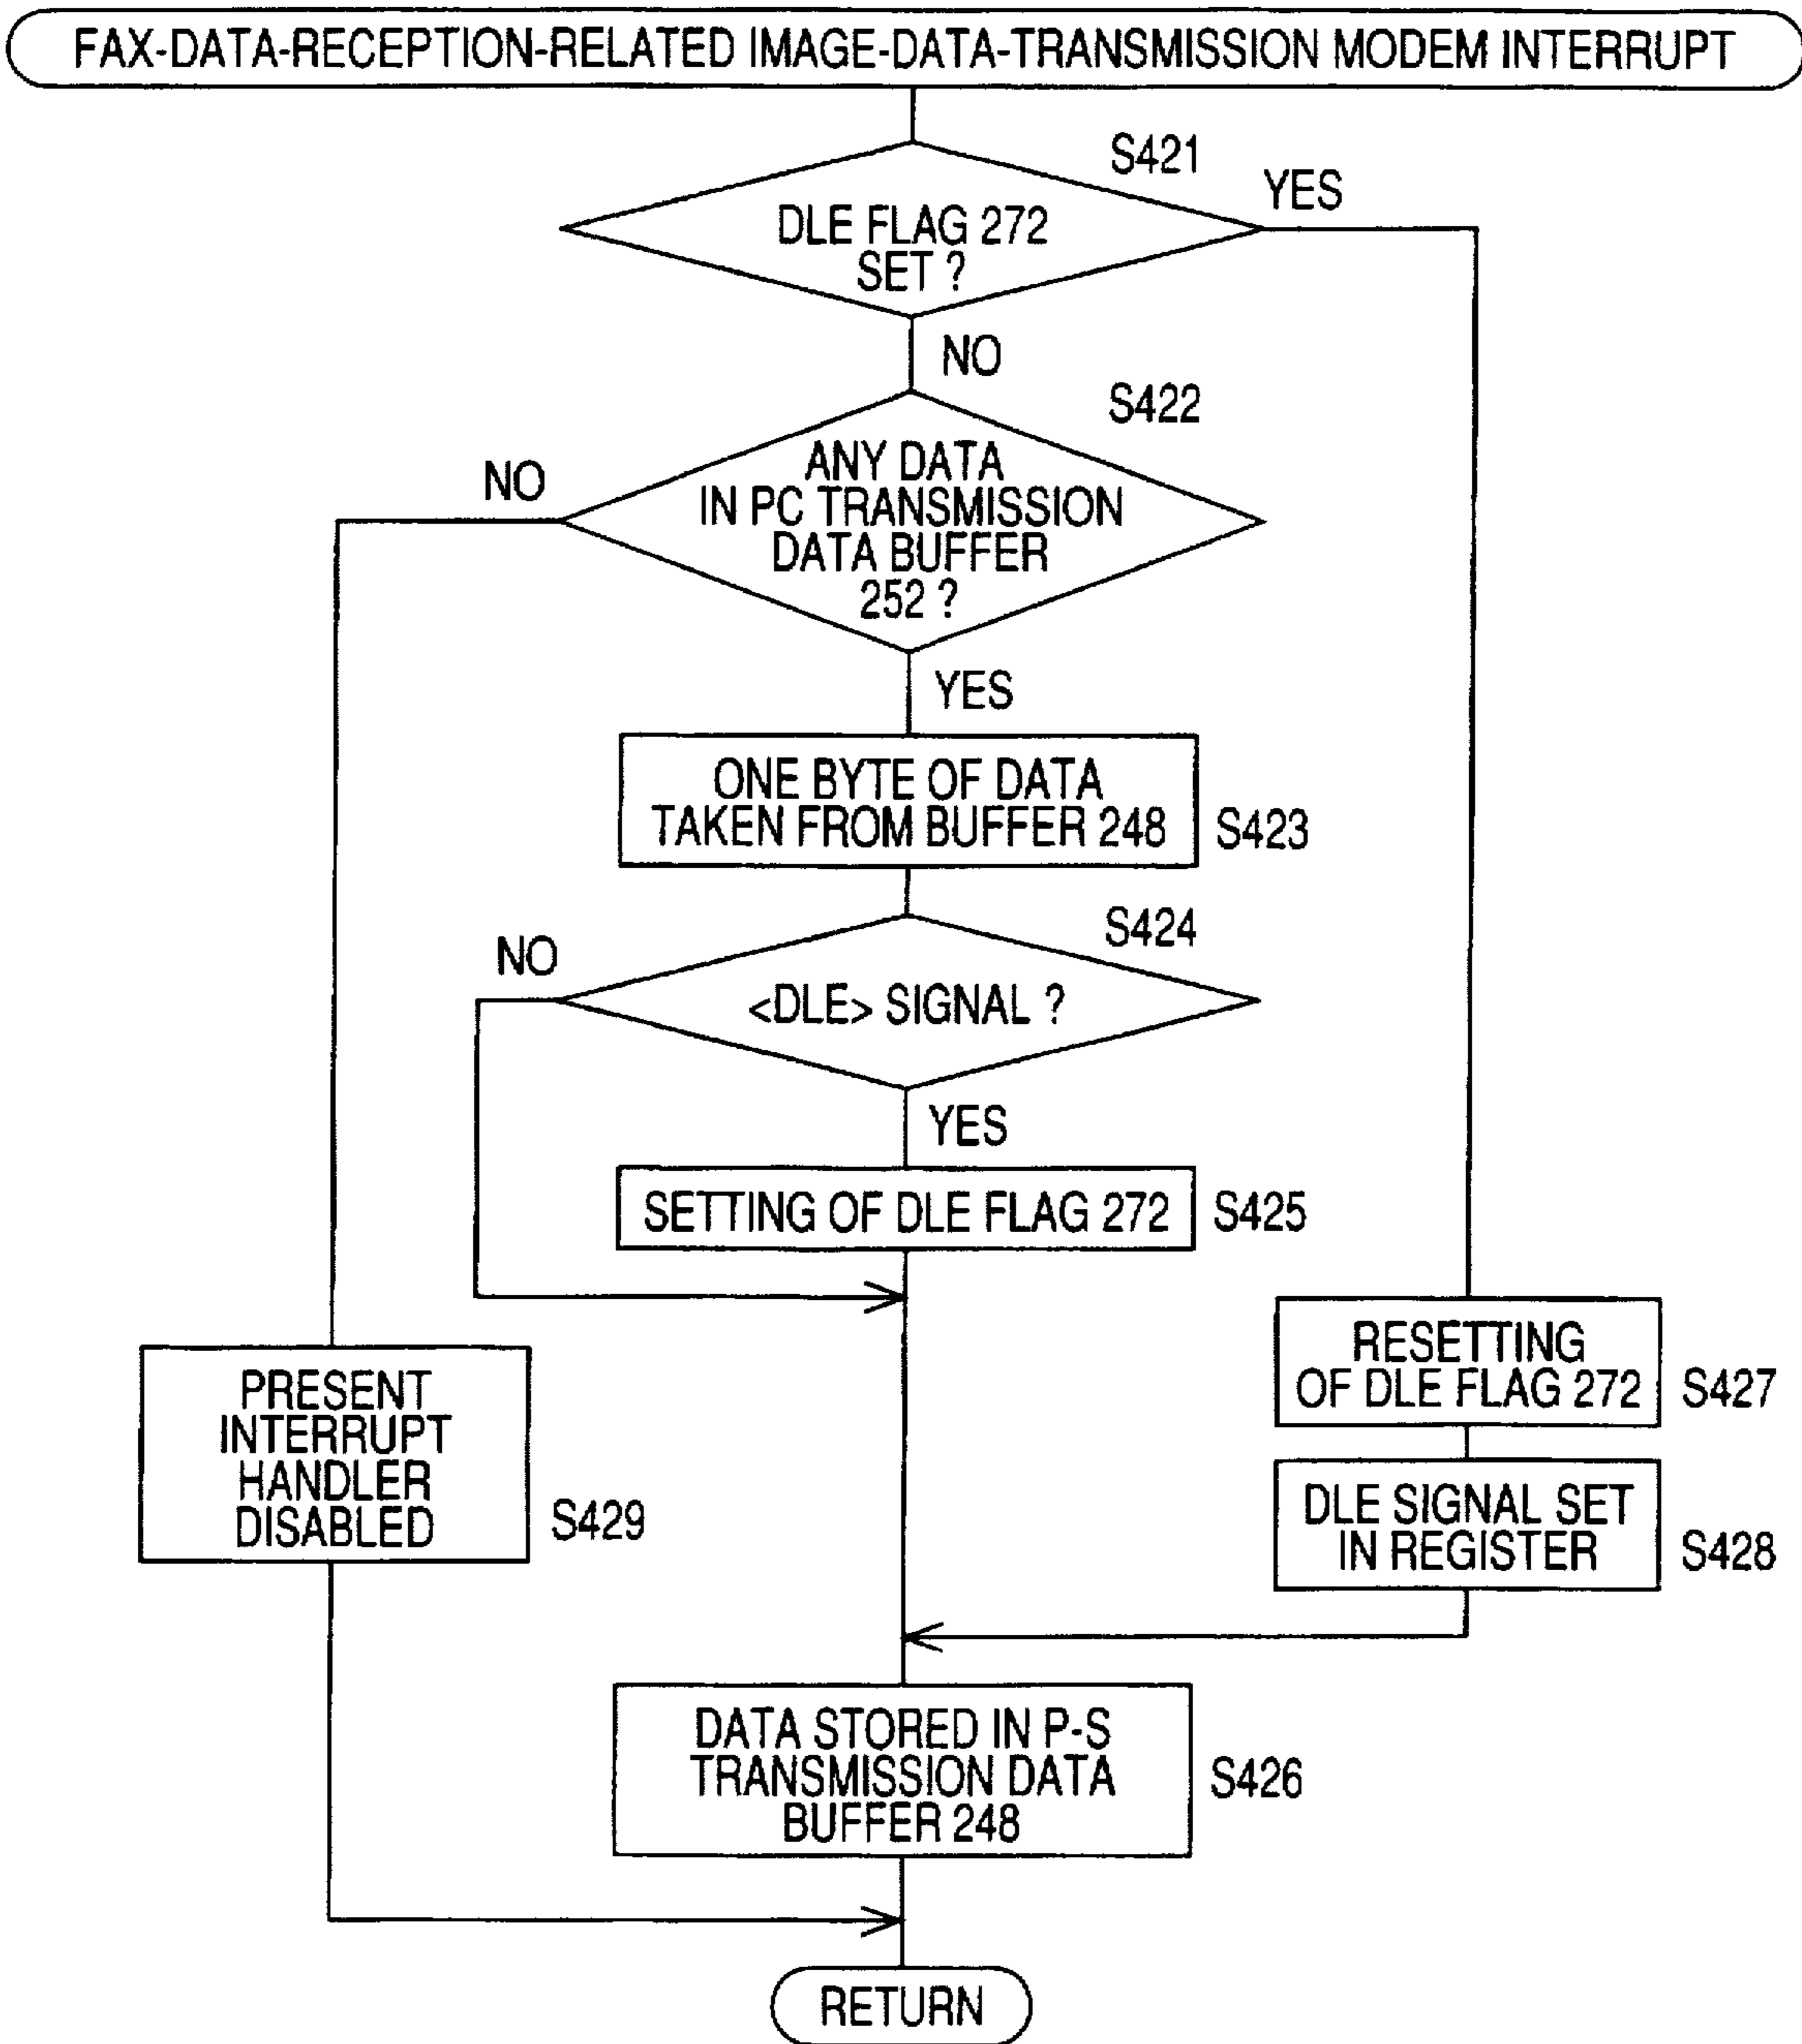 FAX-DATA-RECEPTION-RELATED IMAGE-DATA-TRANSMISSION MODEM INTERRUPT
S421
YES
DLE FLAG 272
SET ?
NO
S422
NO
ANY DATA
IN PC TRANSMISSION
DATA BUFFER
252 ?
YES
ONE BYTE OF DATA
TAKEN FROM BUFFER 248
S423
S424
NO
<DLE> SIGNAL ?
YES
SETTING OF DLE FLAG 272
S425
RESETTING
OF DLE FLAG 272
S427
PRESENT
INTERRUPT
HANDLER
DISABLED
S429
DLE SIGNAL SET
IN REGISTER
S428
DATA STORED IN P-S
TRANSMISSION DATA
BUFFER 248
S426
RETURN